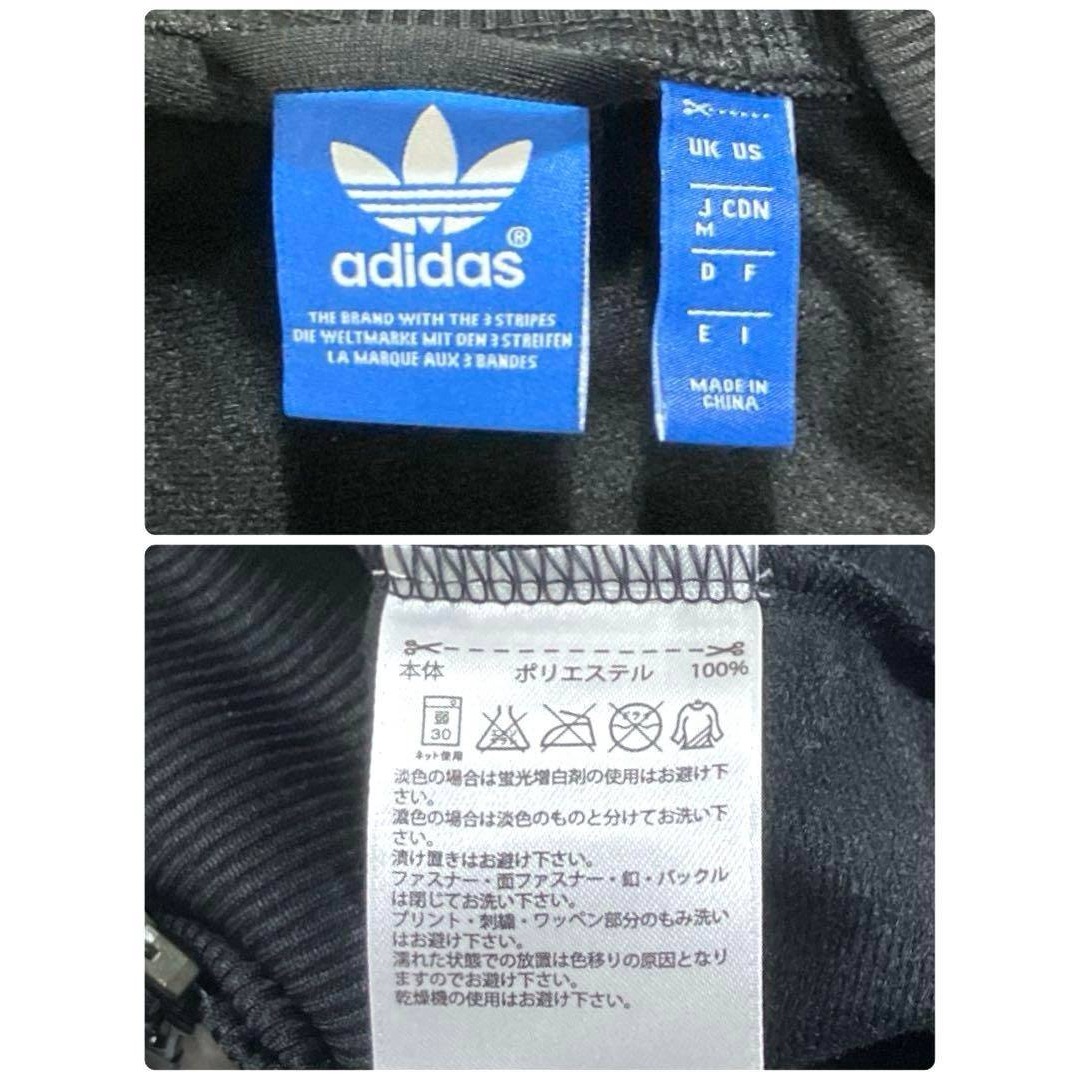 adidas®
THE BRAND WITH THE 3 STRIPES
DIE WELTMARKE MIT DEN 3 STREIFEN
LA MARQUE AUX 3 BANDES
UK US
J CDN
M
D F
E I
MADE IN
CHINA
本体 ポリエステル 100%
弱
30
ネット使用
エンソ
サラシ
ドライ
淡色の場合は蛍光増白剤の使用はお避け下
さい。
濃色の場合は淡色のものと分けてお洗い下
さい。
漬け置きはお避け下さい。
ファスナー・面ファスナー・釦・バックル
は閉じてお洗い下さい。
プリント・刺繍・ワッペン部分のもみ洗い
はお避け下さい。
濡れた状態での放置は色移りの原因となり
ますのでお避け下さい。
乾燥機の使用はお避け下さい。